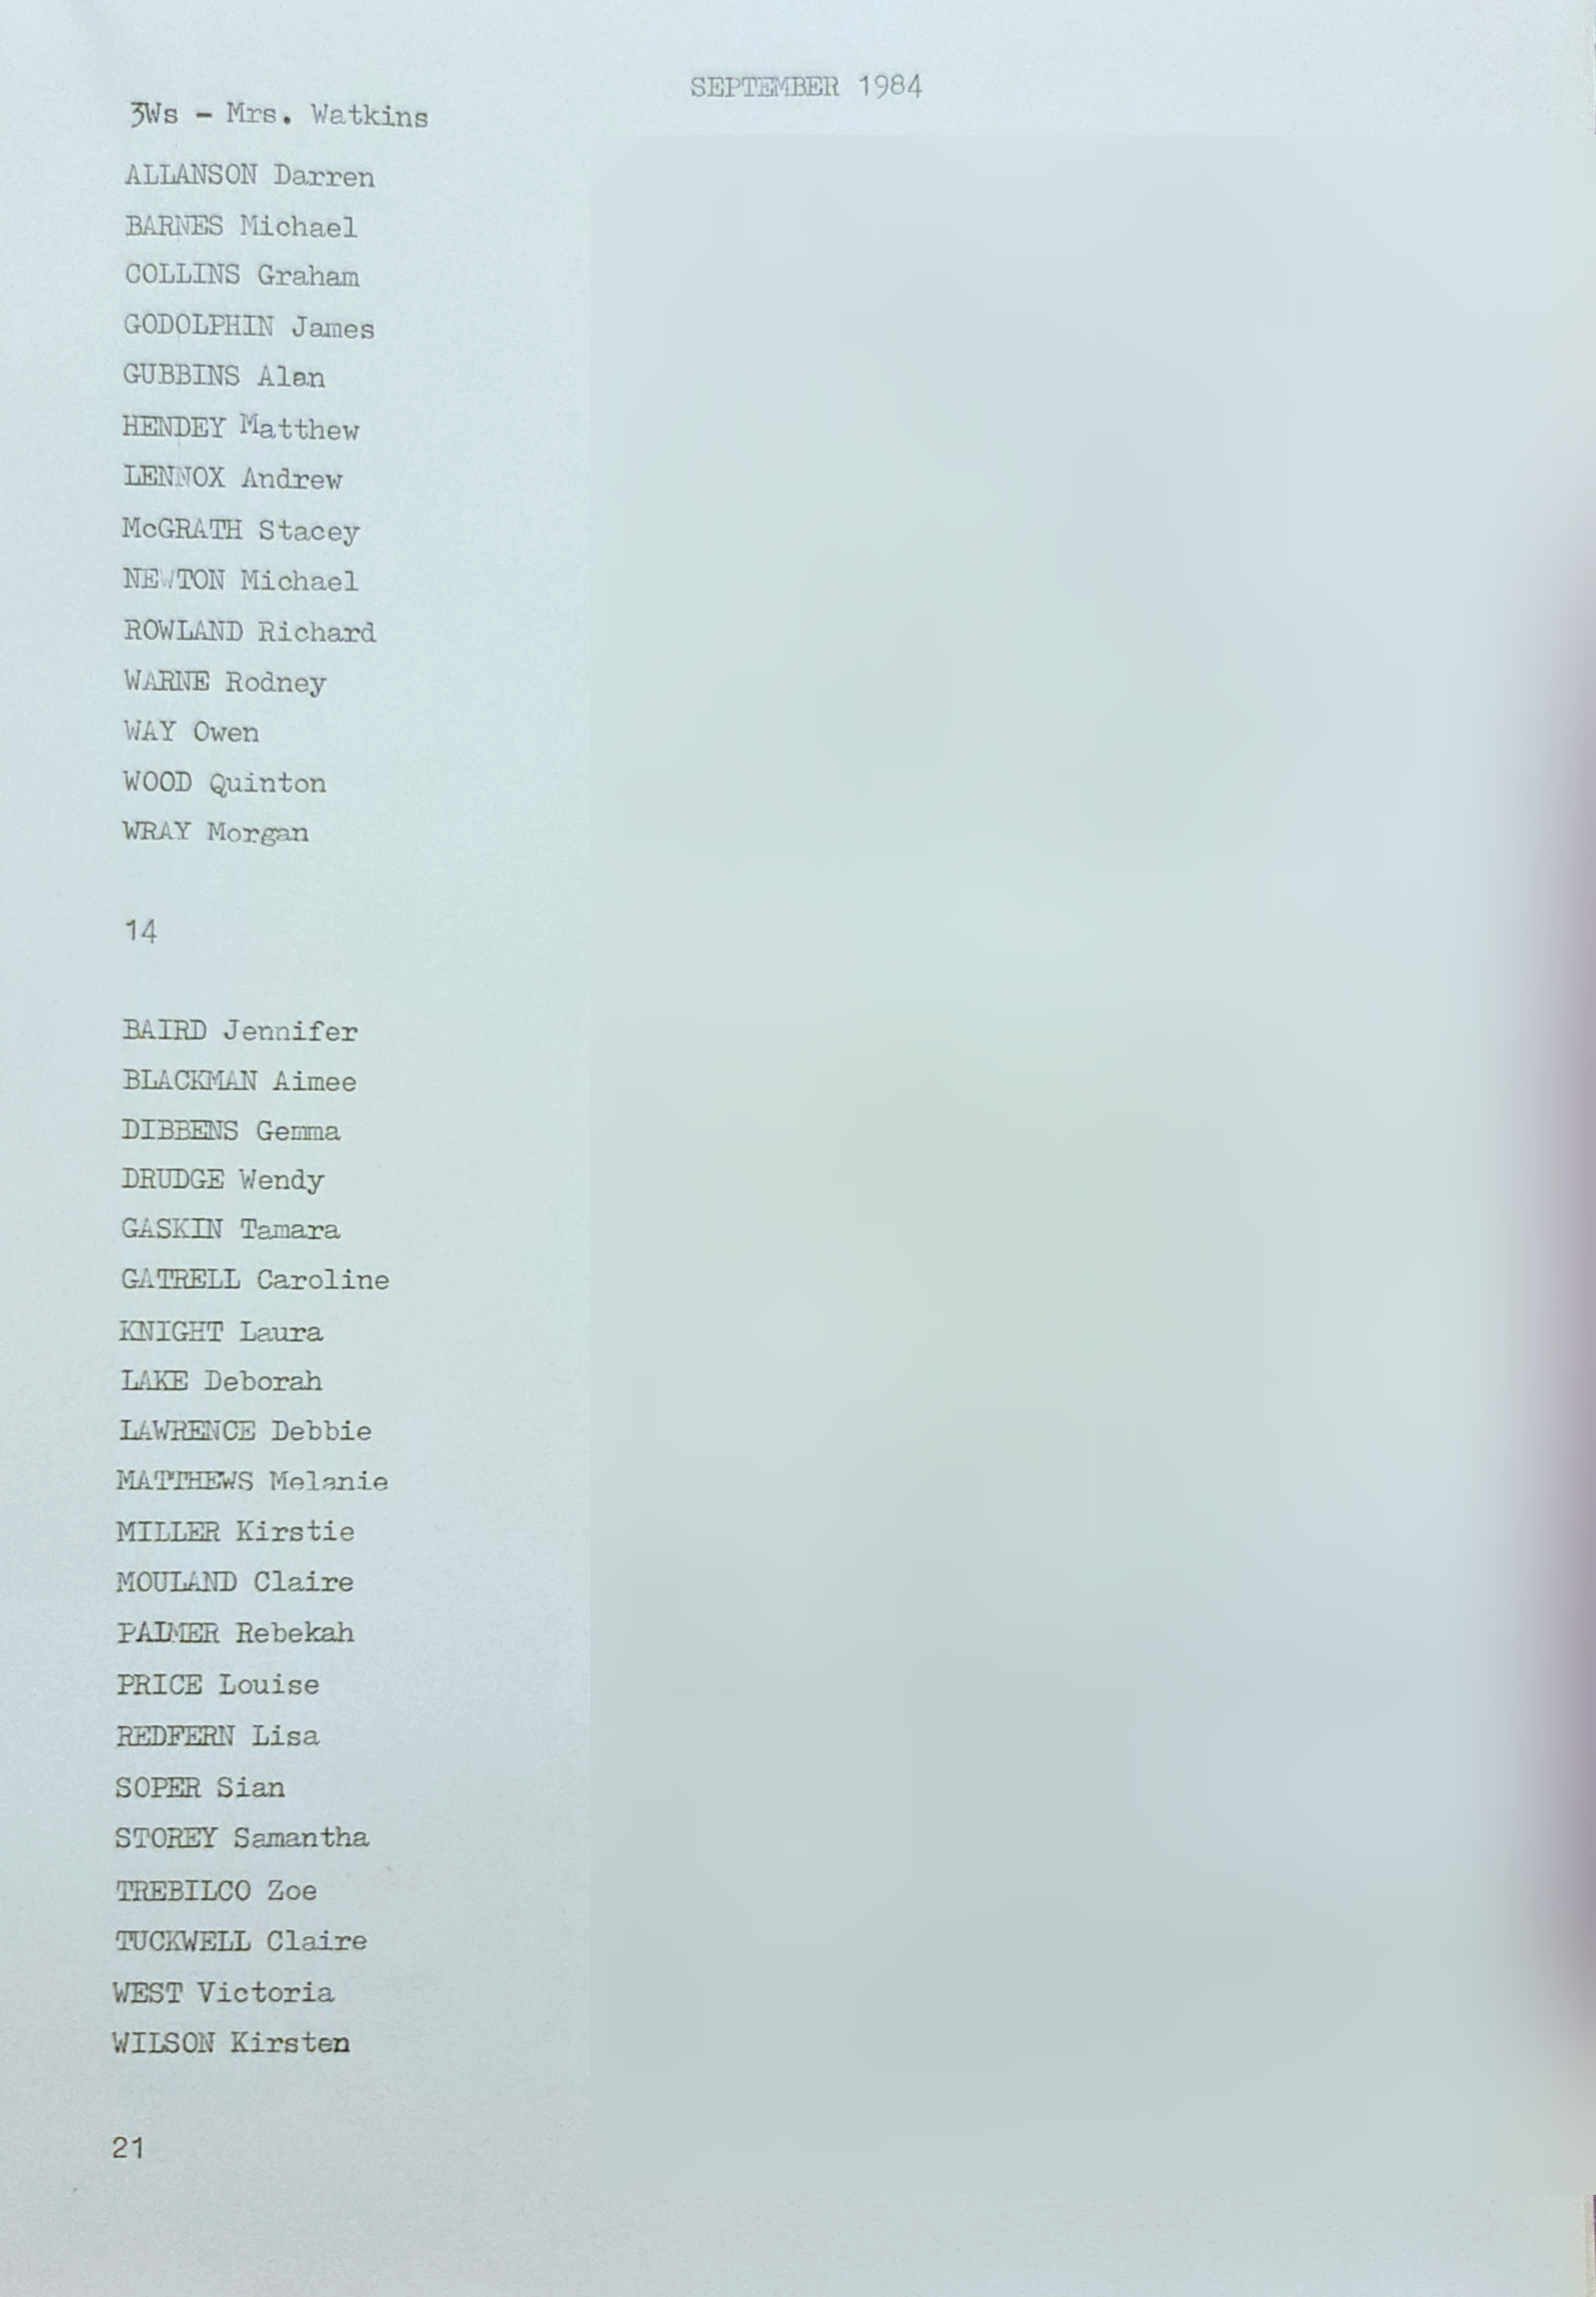 SEPTEMBER 1984
3Ws - Mrs. Watkins
ALLANSON Darren
BARNES Michael
COLLINS Graham
GODOLPHIN James
GUBBINS Alan
HENDEY Matthew
LENNOX Andrew
McGRATH Stacey
NEWTON Michael
ROWLAND Richard
WARNE Rodney
WAY Owen
WOOD Quinton
WRAY Morgan
14
BAIRD Jennifer
BLACKMAN Aimee
DIBBENS Gemma
DRUDGE Wendy
GASKIN Tamara
GATRELL Caroline
KNIGHT Laura
LAKE Deborah
LAWRENCE Debbie
MATTHEWS Melanie
MILLER Kirstie
MOULAND Claire
PALMER Rebekah
PRICE Louise
REDFERN Lisa
SOPER Sian
STOREY Samantha
TREBILCO Zoe
TUCKWELL Claire
WEST Victoria
WILSON Kirsten
21